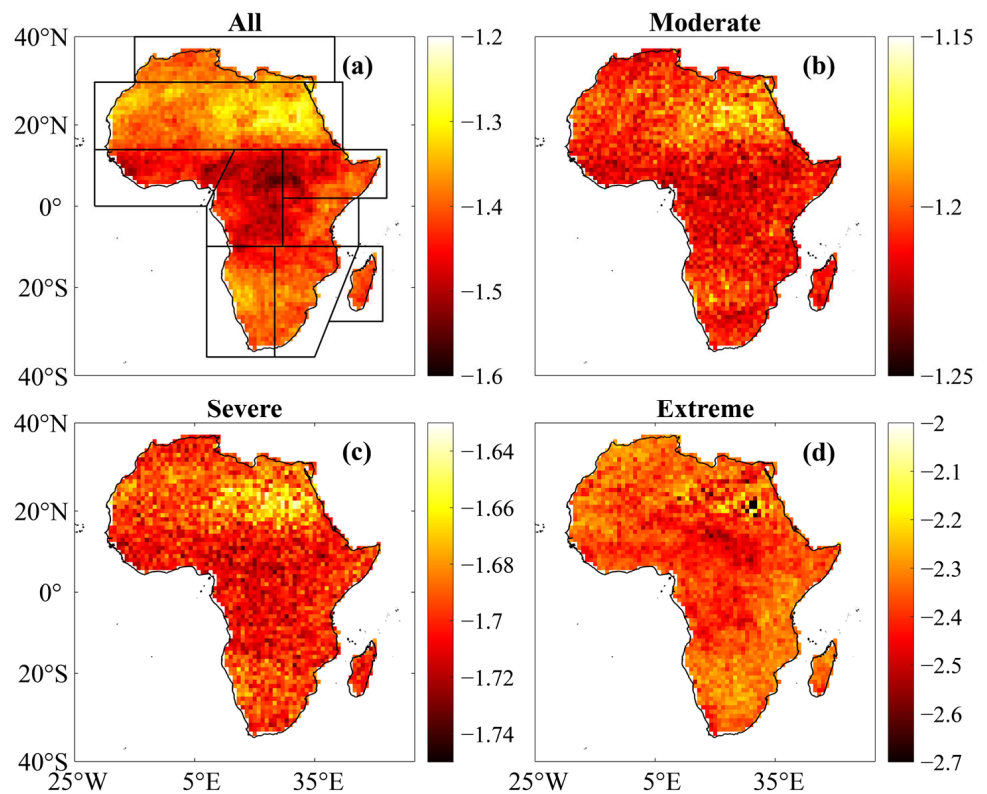 All
Moderate
40°N
20°N
0°
20°S
40°S
(a)
−1.2
−1.3
−1.4
−1.5
−1.6
(b)
−1.15
−1.2
−1.25
Severe
Extreme
40°N
20°N
0°
20°S
40°S
25°W
5°E
35°E
(c)
−1.64
−1.66
−1.68
−1.7
−1.72
−1.74
(d)
5°E
35°E
−2
−2.1
−2.2
−2.3
−2.4
−2.5
−2.6
−2.7